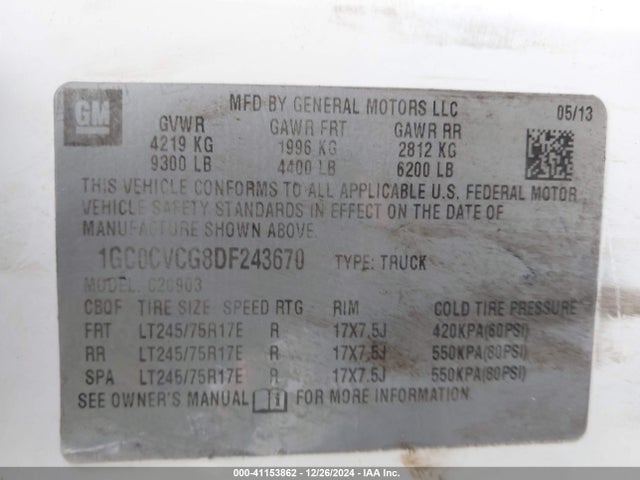 GM
MFD BY GENERAL MOTORS LLC 05/13
GVWR GAWR FRT GAWR RR
4219 KG 1996 KG 2812 KG
9300 LB 4400 LB 6200 LB
THIS VEHICLE CONFORMS TO ALL APPLICABLE U.S. FEDERAL MOTOR
VEHICLE SAFETY STANDARDS IN EFFECT ON THE DATE OF
MANUFACTURE SHOWN ABOVE.
1GC0CVCG8DF243670 TYPE: TRUCK
MODEL: C20903
CBQF TIRE SIZE SPEED RTG RIM COLD TIRE PRESSURE
FRT LT245/75R17E R 17X7.5J 420KPA(60PSI)
RR LT245/75R17E R 17X7.5J 550KPA(80PSI)
SPA LT245/75R17E R 17X7.5J 550KPA(80PSI)
SEE OWNER'S MANUAL i FOR MORE INFORMATION.
000-41153862 - 12/26/2024 - IAA Inc.